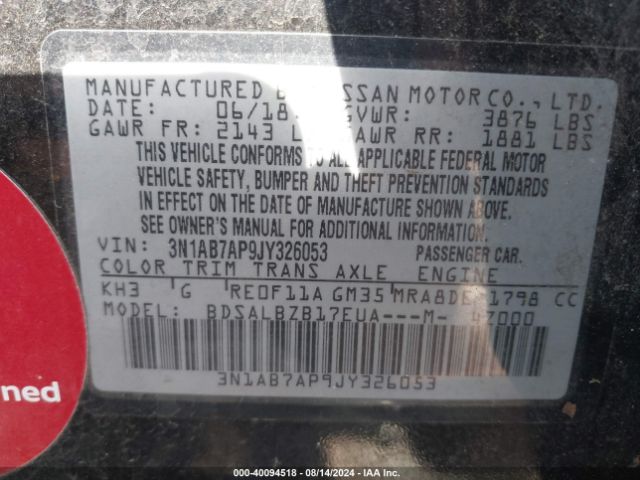 MANUFACTURED BY NISSAN MOTOR CO., LTD.
DATE: 06/18 GVWR: 3876 LBS
GAWR FR: 2143 L GAWR RR: 1881 LBS
THIS VEHICLE CONFORMS TO ALL APPLICABLE FEDERAL MOTOR
VEHICLE SAFETY, BUMPER AND THEFT PREVENTION STANDARDS
IN EFFECT ON THE DATE OF MANUFACTURE SHOWN ABOVE.
SEE OWNER'S MANUAL FOR ADDITIONAL INFORMATION.
VIN: 3N1AB7AP9JY326053 PASSENGER CAR.
COLOR TRIM TRANS AXLE ENGINE
KH3 G RE0F11A GM35 MRA8DE 1798 CC
MODEL: BDSALBZB17EUA---M- 47000
3N1AB7AP9JY326053
ned
000-40094518 - 08/14/2024 - IAA Inc.